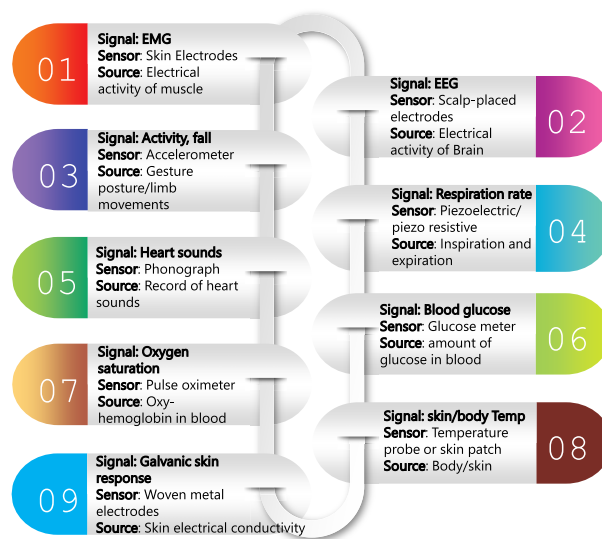 01
Signal: EMG
Sensor: Skin Electrodes
Source: Electrical
activity of muscle
02
Signal: EEG
Sensor: Scalp-placed
electrodes
Source: Electrical
activity of Brain
03
Signal: Activity, fall
Sensor: Accelerometer
Source: Gesture
posture/limb
movements
04
Signal: Respiration rate
Sensor: Piezoelectric/
piezo resistive
Source: Inspiration and
expiration
05
Signal: Heart sounds
Sensor: Phonograph
Source: Record of heart
sounds
06
Signal: Blood glucose
Sensor: Glucose meter
Source: amount of
glucose in blood
07
Signal: Oxygen
saturation
Sensor: Pulse oximeter
Source: Oxy-
hemoglobin in blood
08
Signal: skin/body Temp
Sensor: Temperature
probe or skin patch
Source: Body/skin
09
Signal: Galvanic skin
response
Sensor: Woven metal
electrodes
Source: Skin electrical conductivity